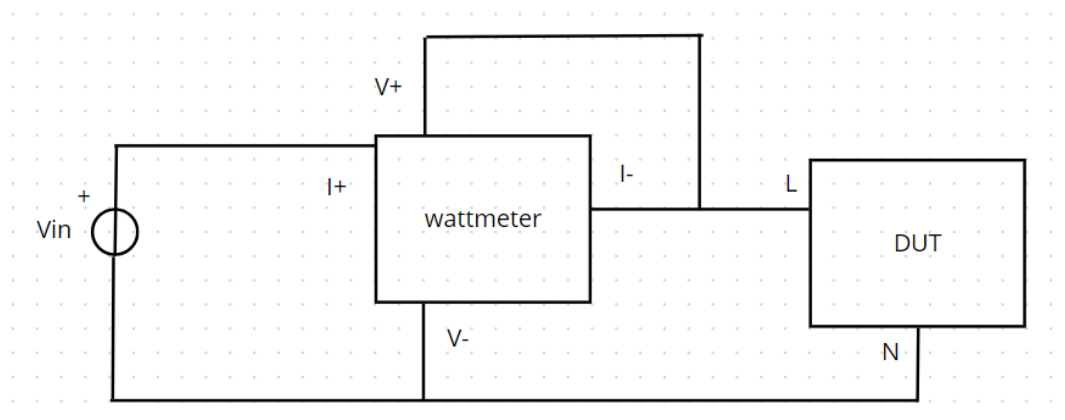 V+
I+
I-
L
+
Vin
wattmeter
DUT
V-
N